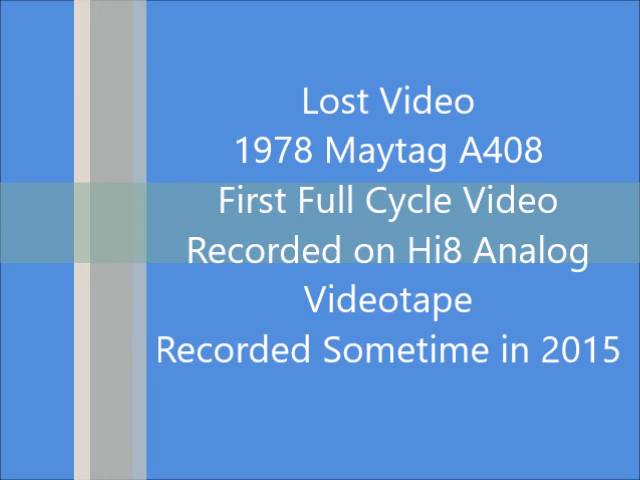 Lost Video
1978 Maytag A408
First Full Cycle Video
Recorded on Hi8 Analog
Videotape
Recorded Sometime in 2015